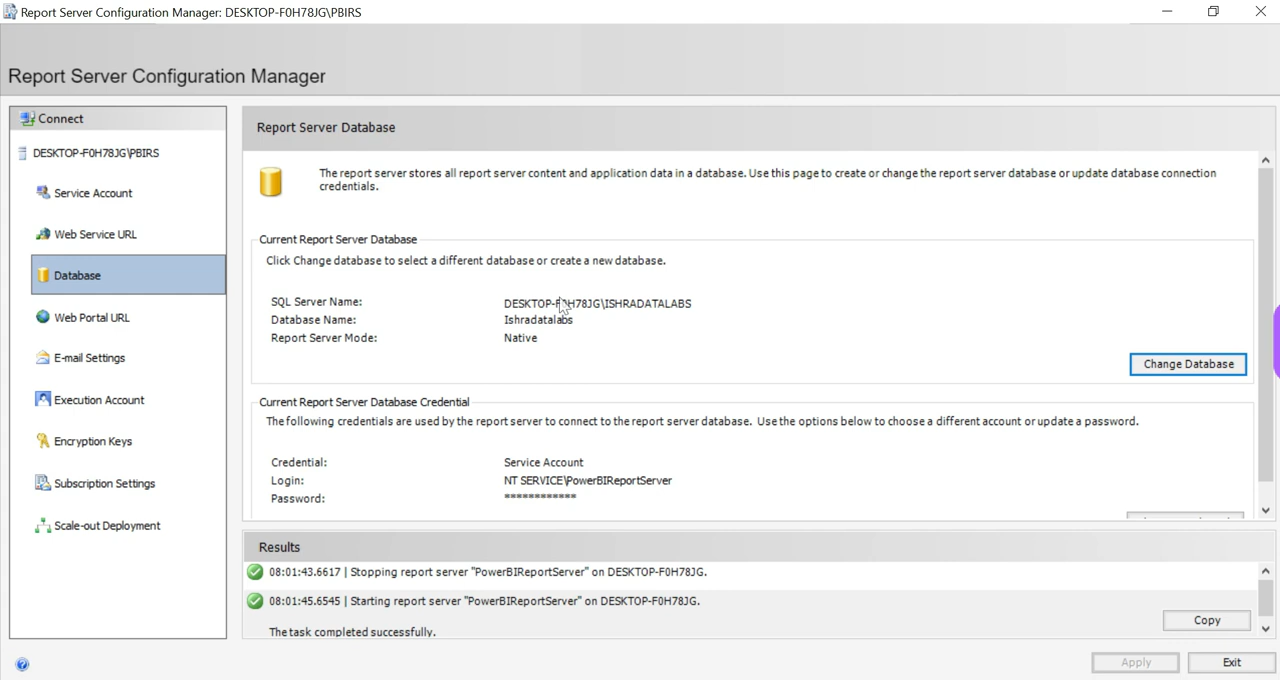 Report Server Configuration Manager: DESKTOP-F0H78JG\PBIRS
Report Server Configuration Manager
Connect
DESKTOP-F0H78JG\PBIRS
Service Account
Web Service URL
Database
Web Portal URL
E-mail Settings
Execution Account
Encryption Keys
Subscription Settings
Scale-out Deployment
Report Server Database
The report server stores all report server content and application data in a database. Use this page to create or change the report server database or update database connection
credentials.
Current Report Server Database
Click Change database to select a different database or create a new database.
SQL Server Name: DESKTOP-F0H78JG\ISHRADATALABS
Database Name: Ishradatalabs
Report Server Mode: Native
Change Database
Current Report Server Database Credential
The following credentials are used by the report server to connect to the report server database. Use the options below to choose a different account or update a password.
Credential: Service Account
Login: NT SERVICE\PowerBIReportServer
Password: ************
Results
08:01:43.6617 | Stopping report server "PowerBIReportServer" on DESKTOP-F0H78JG.
08:01:45.6545 | Starting report server "PowerBIReportServer" on DESKTOP-F0H78JG.
The task completed successfully.
Copy
Apply
Exit